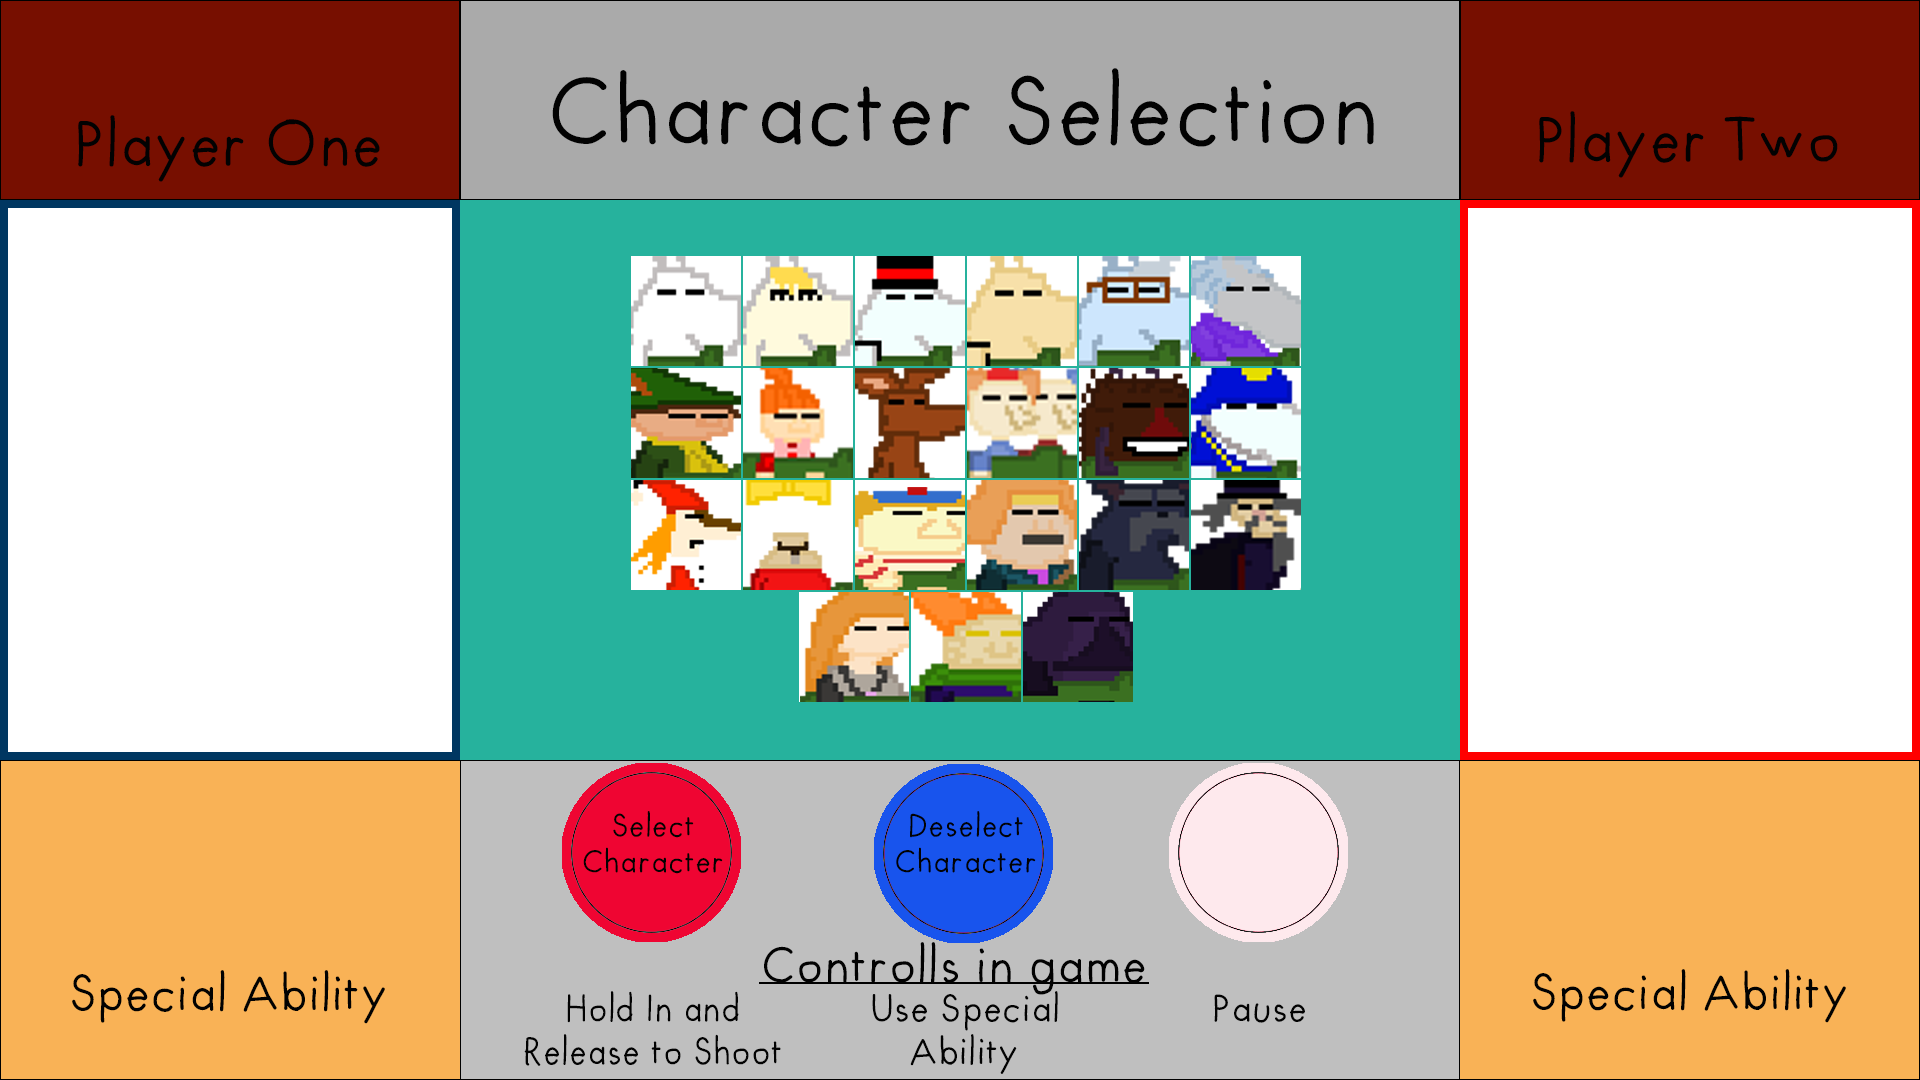 Player One
Character Selection
Player Two
Select
Character
Deselect
Character
Controlls in game
Hold In and
Release to Shoot
Use Special
Ability
Pause
Special Ability
Special Ability